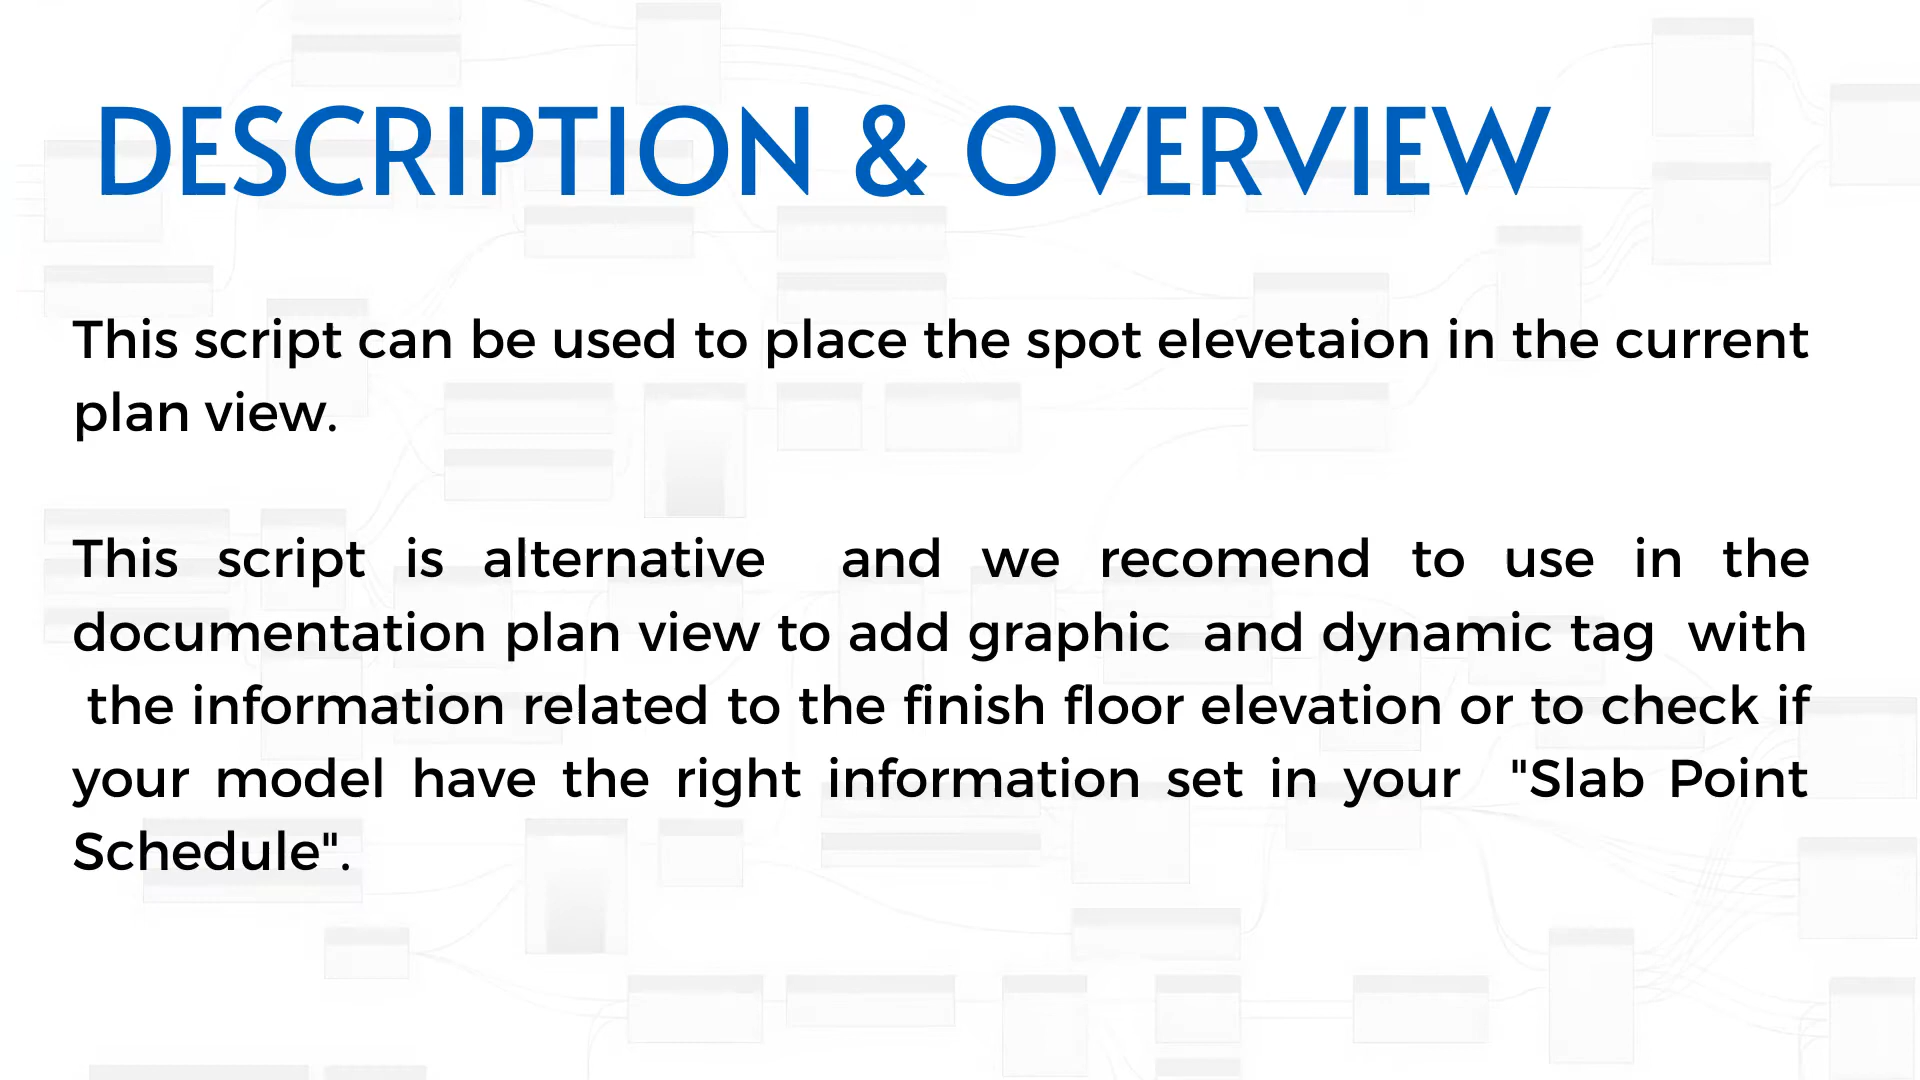 DESCRIPTION & OVERVIEW
This script can be used to place the spot elevetaion in the current
plan view.
This script is alternative and we recomend to use in the
documentation plan view to add graphic and dynamic tag with
the information related to the finish floor elevation or to check if
your model have the right information set in your "Slab Point
Schedule".